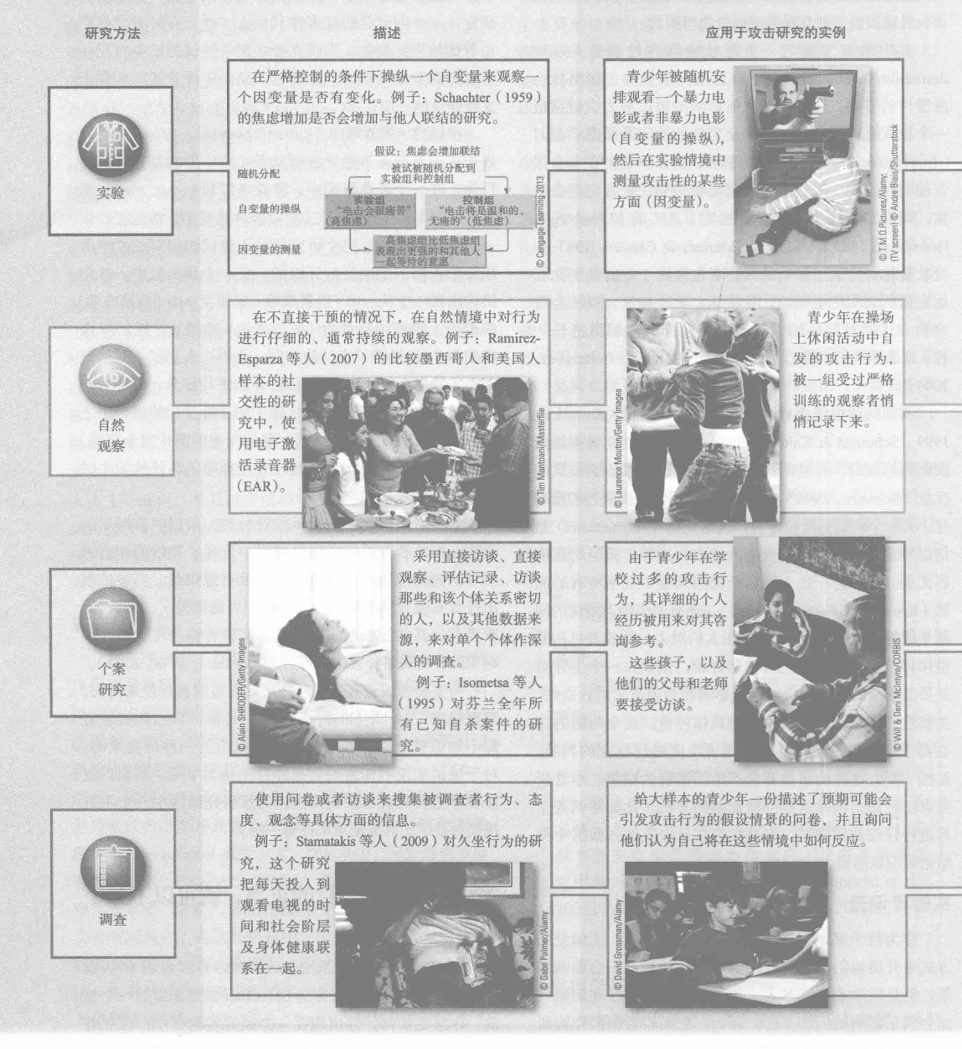 研究方法
描述
应用于攻击研究的实例
实验
在严格控制的条件下操纵一个自变量来观察一
个因变量是否有变化。例子：Schachter（1959）
的焦虑增加是否会增加与他人联结的研究。
假设：焦虑会增加联结
随机分配
被试被随机分配到
实验组和控制组
自变量的操纵
实验组
“电击会很痛苦”
（高焦虑）
控制组
“电击将是温和的、
无痛的”（低焦虑）
因变量的测量
高焦虑组比低焦虑组
表现出更强的和其他人
一起等待的意愿
© Cengage Learning 2013
青少年被随机安
排观看一个暴力电
影或者非暴力电影
（自变量的操纵），
然后在实验情境中
测量攻击性的某些
方面（因变量）。
© T.M.O.Pictures/Alamy;
(TV screen) © Andre Blais/Shutterstock
自然
观察
在不直接干预的情况下，在自然情境中对行为
进行仔细的、通常持续的观察。例子：Ramirez-
Esparza 等人（2007）的比较墨西哥人和美国人
样本的社
交性的研
究中，使
用电子激
活录音器
（EAR）。
© Tim Mantoani/Masterfile
© Laurence Mouton/Getty Images
青少年在操场
上休闲活动中自
发的攻击行为，
被一组受过严格
训练的观察者悄
悄记录下来。
个案
研究
© Alain SHRODER/Getty Images
采用直接访谈、直接
观察、评估记录、访谈
那些和该个体关系密切
的人，以及其他数据来
源，来对单个个体作深
入的调查。
例子：Isometsa 等人
（1995）对芬兰全年所
有已知自杀案件的研
究。
由于青少年在学
校过多的攻击行
为，其详细的个人
经历被用来对其咨
询参考。
这些孩子，以及
他们的父母和老师
要接受访谈。
© Will & Deni McIntyre/CORBIS
调查
使用问卷或者访谈来搜集被调查者行为、态
度、观念等具体方面的信息。
例子：Stamatakis 等人（2009）对久坐行为的研
究，这个研究
把每天投入到
观看电视的时
间和社会阶层
及身体健康联
系在一起。
© Gabe Palmer/Alamy
给大样本的青少年一份描述了预期可能会
引发攻击行为的假设情景的问卷，并且询问
他们认为自己将在这些情境中如何反应。
© David Grossman/Alamy